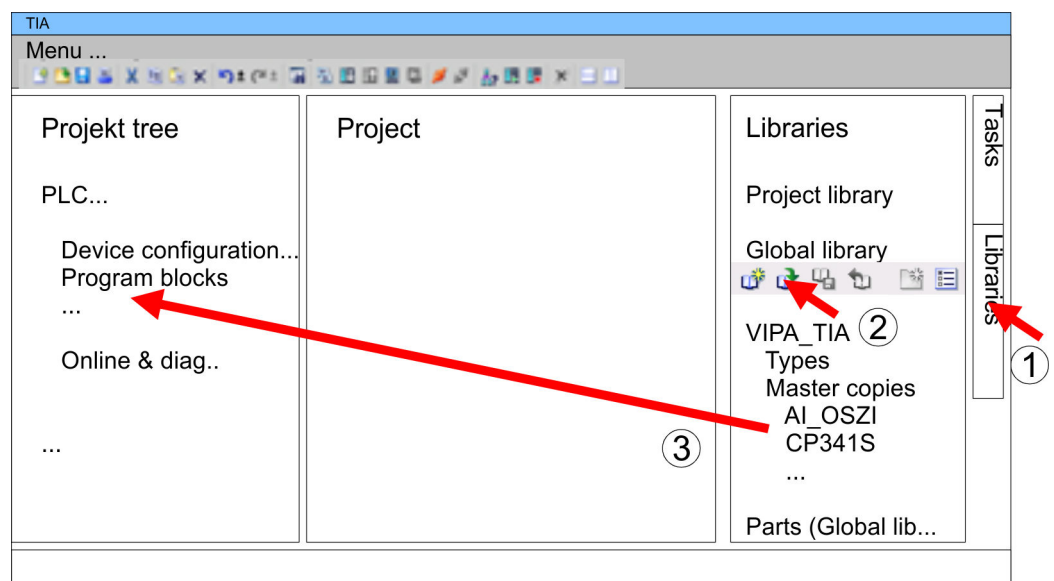 TIA
Menu ...
Projekt tree
PLC...
Device configuration...
Program blocks
...
Online & diag..
...
Project
③
Libraries
Project library
Global library
②
VIPA_TIA
Types
Master copies
AI_OSZI
CP341S
...
Parts (Global lib...
Tasks
Libraries
①